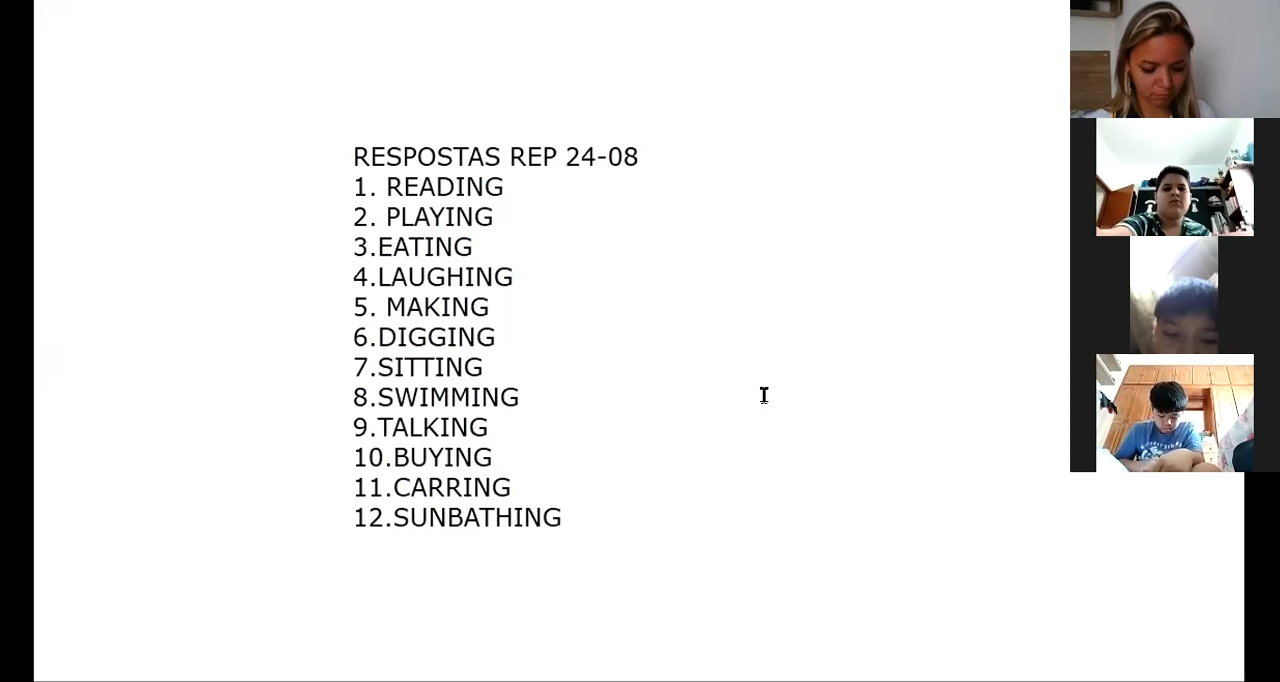 RESPOSTAS REP 24-08
1. READING
2. PLAYING
3.EATING
4.LAUGHING
5. MAKING
6.DIGGING
7.SITTING
8.SWIMMING
9.TALKING
10.BUYING
11.CARRING
12.SUNBATHING